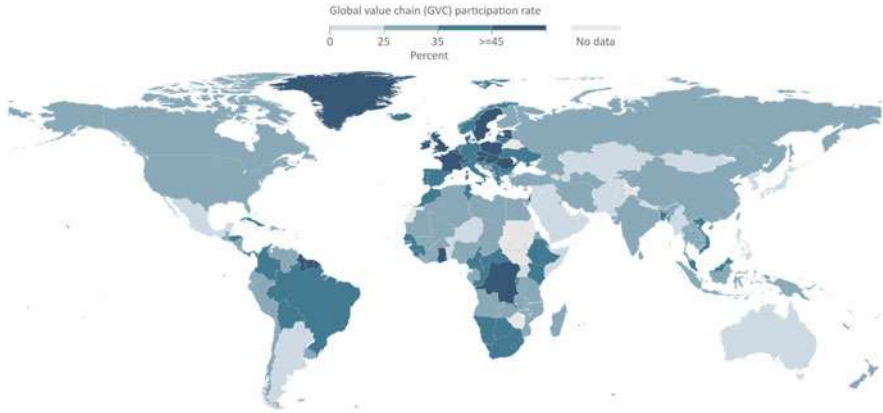 Global value chain (GVC) participation rate
0 25 35 >=45 No data
Percent